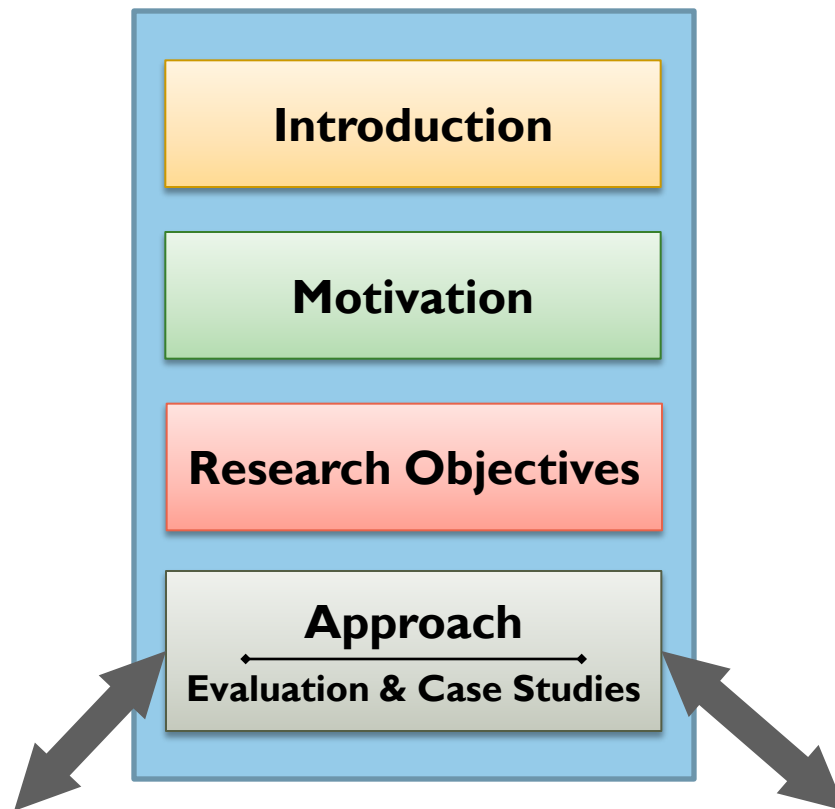 Introduction
Motivation
Research Objectives
Approach
Evaluation & Case Studies